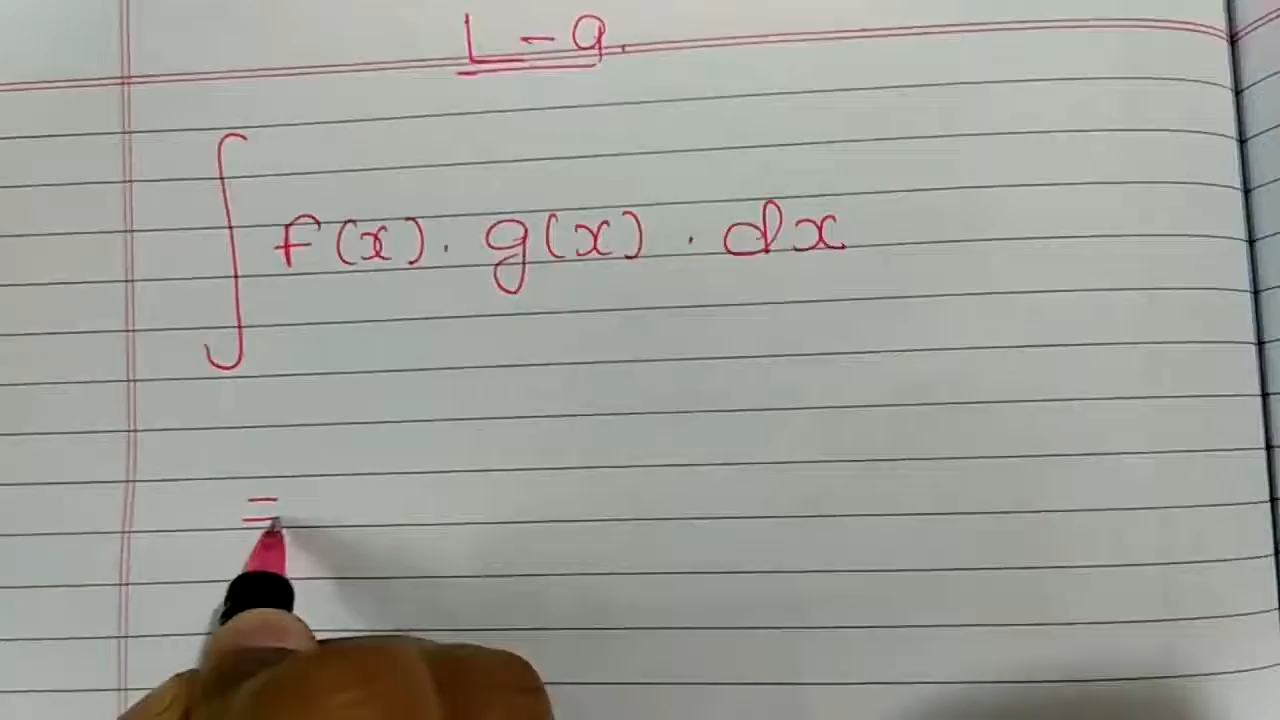 L - 9.
∫ f(x) . g(x) . dx
=